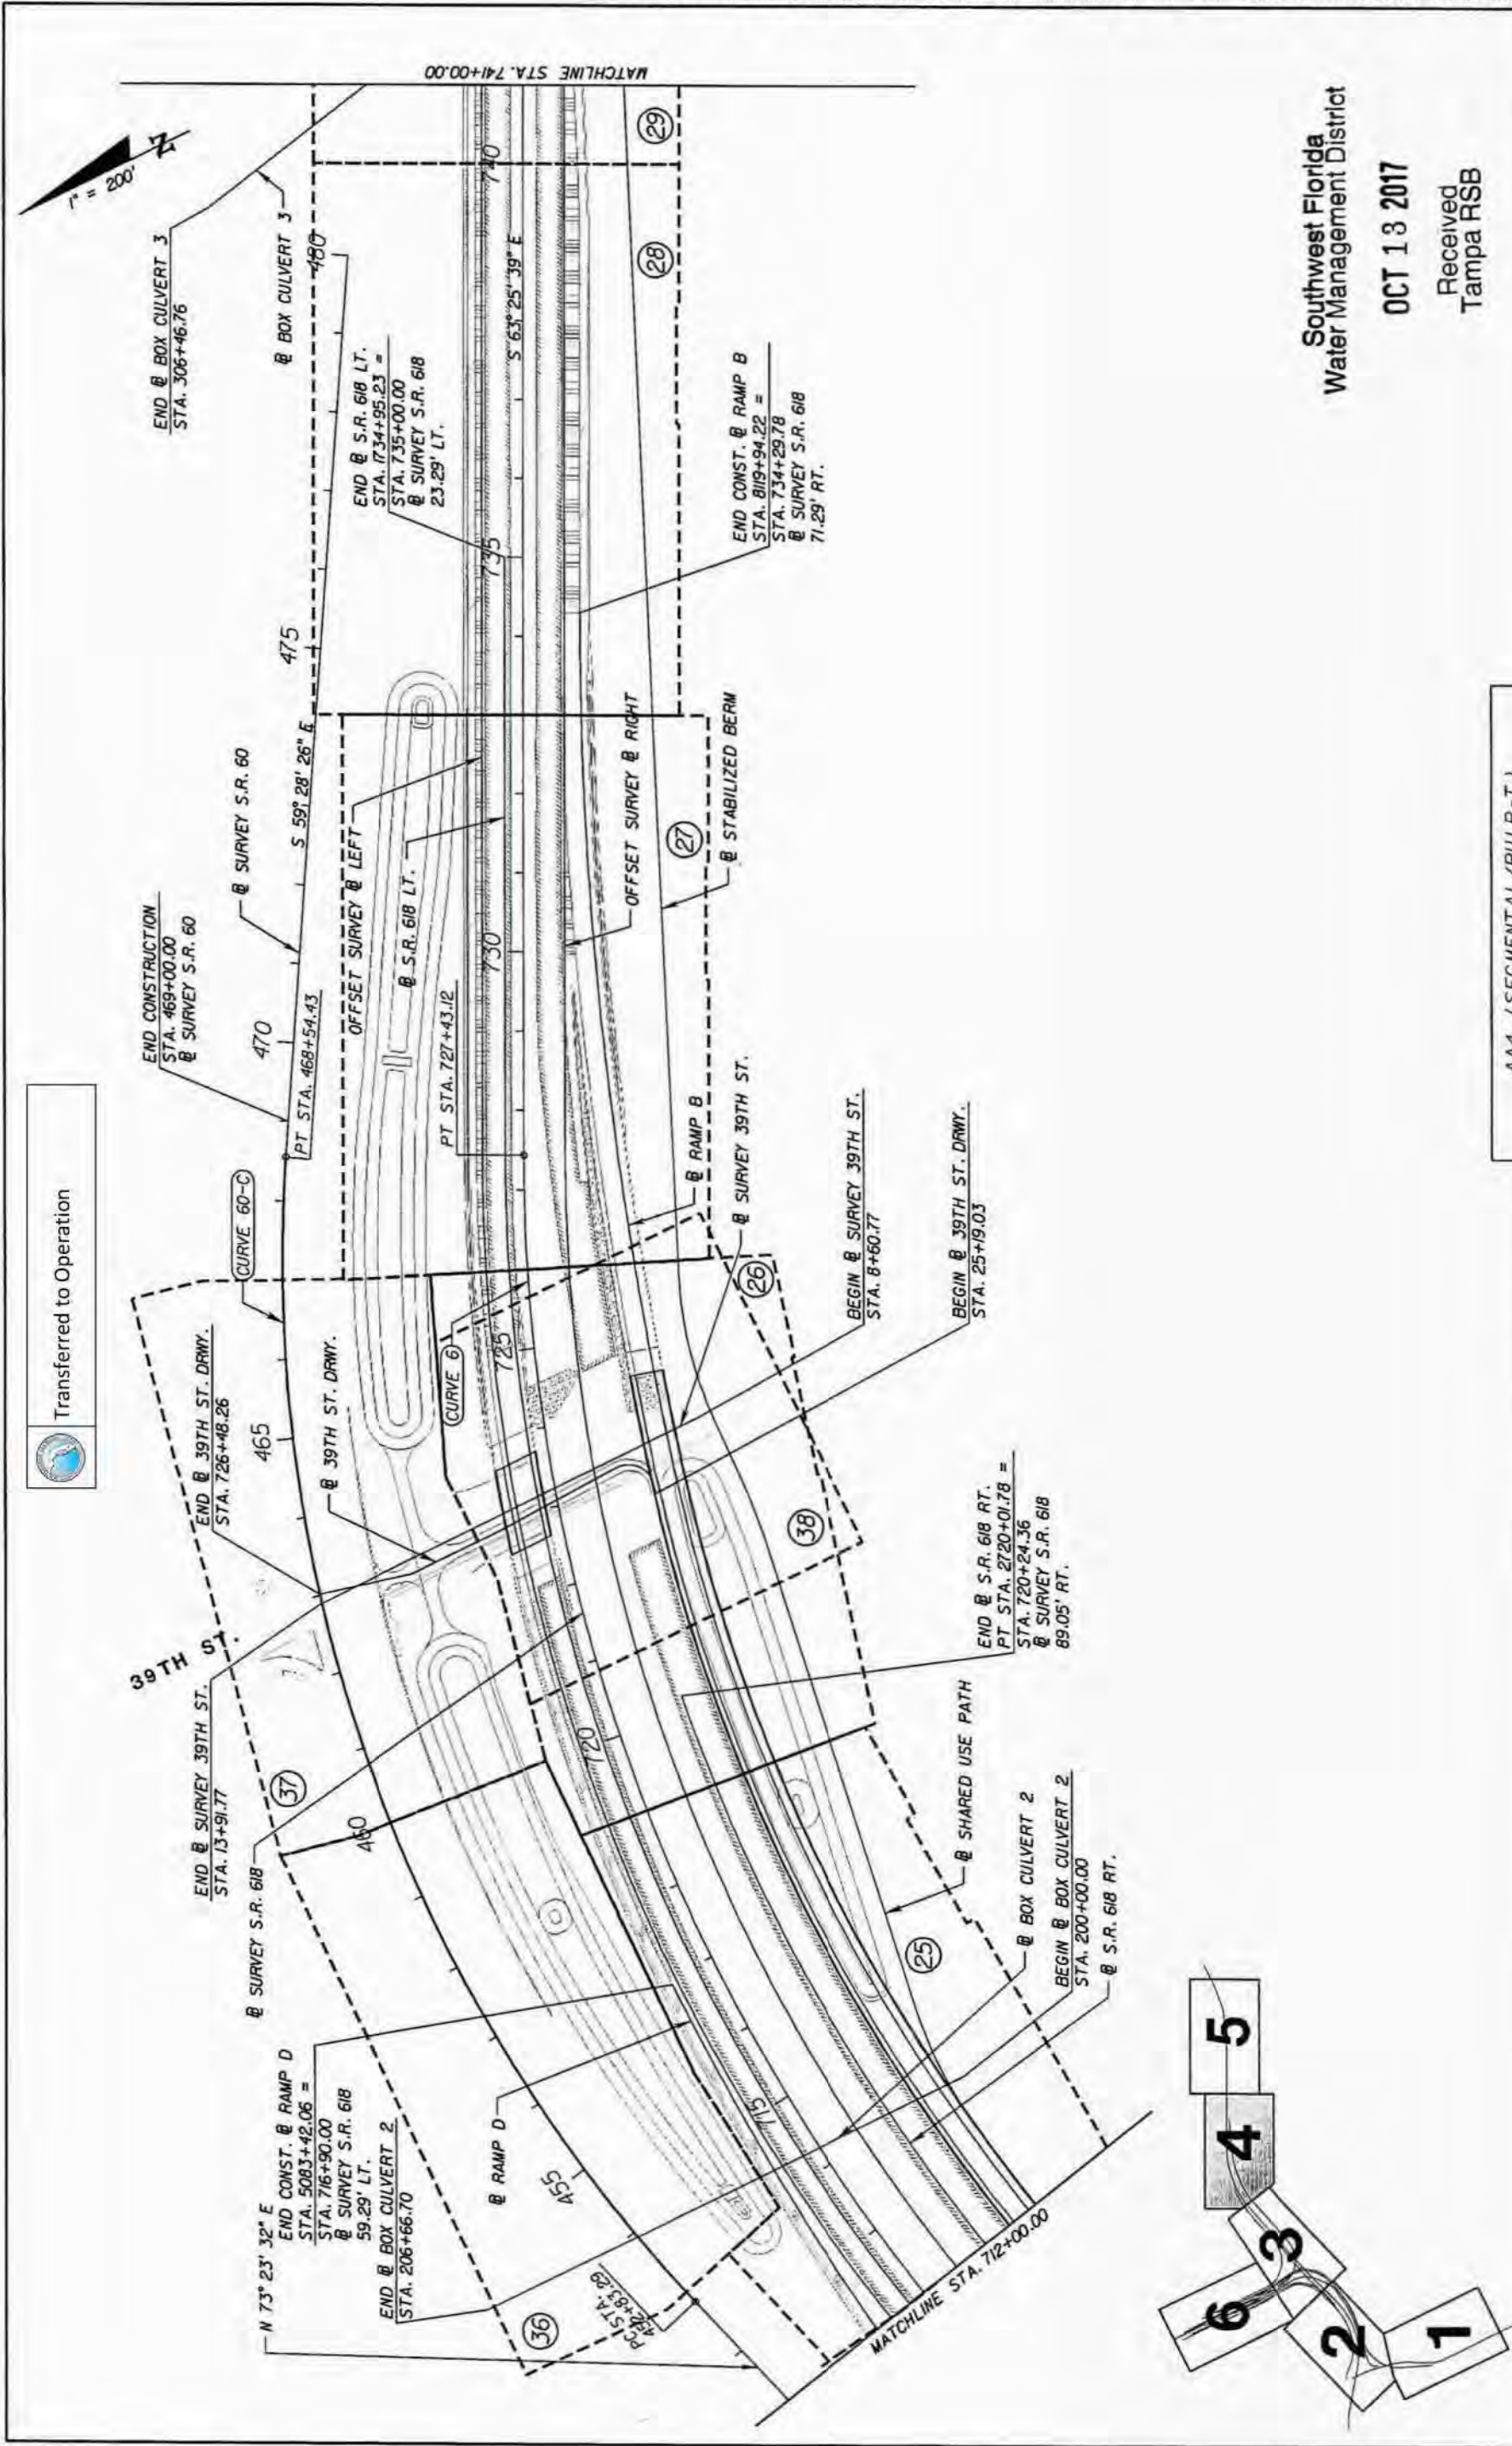 Transferred to Operation
1" = 200'
N
MATCHLINE STA. 741+00.00
END ℄ BOX CULVERT 3
STA. 306+46.76
℄ BOX CULVERT 3
480
END ℄ S.R. 618 LT.
STA. 1734+95.23 =
STA. 735+00.00
℄ SURVEY S.R. 618
23.29' LT.
S 63° 25' 39" E
740
29
28
END CONST. ℄ RAMP B
STA. 8119+94.22 =
STA. 734+29.78
℄ SURVEY S.R. 618
71.29' RT.
735
475
S 59° 28' 26" E
℄ SURVEY S.R. 60
END CONSTRUCTION
STA. 469+00.00
℄ SURVEY S.R. 60
470
PT STA. 468+54.43
OFFSET SURVEY ℄ LEFT
℄ S.R. 618 LT.
730
PT STA. 727+43.12
OFFSET SURVEY ℄ RIGHT
27
℄ STABILIZED BERM
℄ RAMP B
℄ SURVEY 39TH ST.
BEGIN ℄ SURVEY 39TH ST.
STA. 8+60.77
BEGIN ℄ 39TH ST. DRWY.
STA. 25+19.03
CURVE 60-C
END ℄ 39TH ST. DRWY.
STA. 726+48.26
465
℄ 39TH ST. DRWY.
CURVE 6
725
26
38
39TH ST.
END ℄ SURVEY 39TH ST.
STA. 13+91.77
37
℄ SURVEY S.R. 618
460
720
END ℄ S.R. 618 RT.
PT STA. 2720+01.78 =
STA. 720+24.36
℄ SURVEY S.R. 618
89.05' RT.
℄ SHARED USE PATH
25
℄ BOX CULVERT 2
BEGIN ℄ BOX CULVERT 2
STA. 200+00.00
℄ S.R. 618 RT.
N 73° 23' 32" E
END CONST. ℄ RAMP D
STA. 5083+42.06 =
STA. 716+90.00
℄ SURVEY S.R. 618
59.29' LT.
END ℄ BOX CULVERT 2
STA. 206+66.70
℄ RAMP D
455
715
36
PC STA.
452+83.29
MATCHLINE STA. 712+00.00
1
2
3
4
5
6
Southwest Florida
Water Management District
OCT 13 2017
Received
Tampa RSB